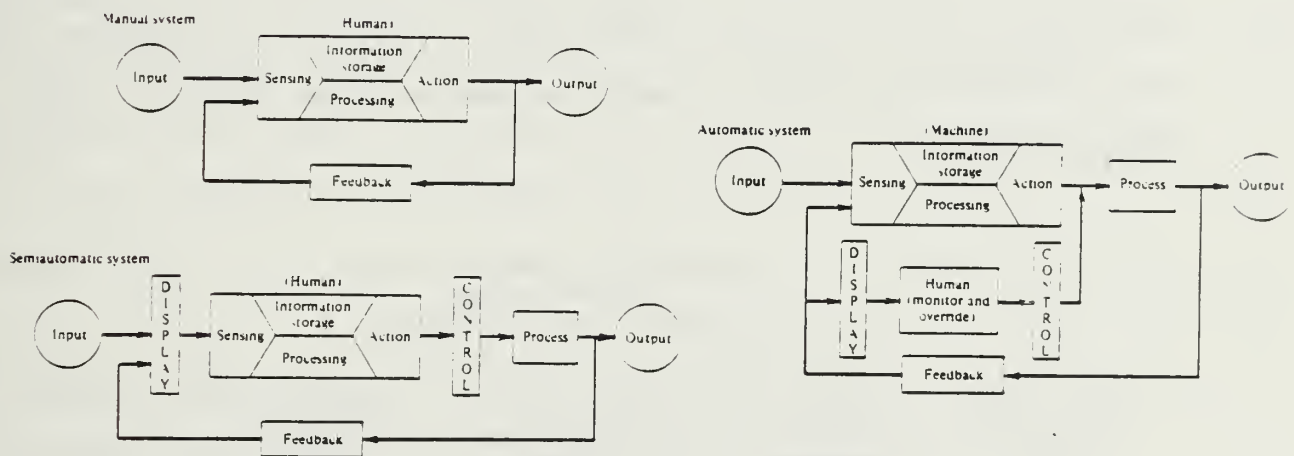 Manual system
(Human)
Input
Sensing
Information
storage
Processing
Action
Output
Feedback
Semiautomatic system
Input
DISPLAY
(Human)
Sensing
Information
storage
Processing
Action
CONTROL
Process
Output
Feedback
Automatic system
(Machine)
Input
Sensing
Information
storage
Processing
Action
Process
Output
DISPLAY
Human
(monitor and
override)
CONTROL
Feedback